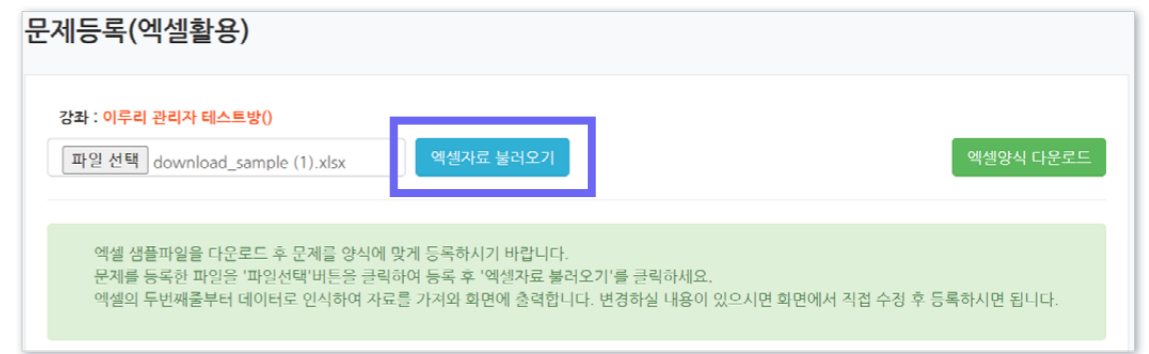 문제등록(엑셀활용)
강좌 : 이루리 관리자 테스트방()
파일 선택 download_sample (1).xlsx 엑셀자료 불러오기 엑셀양식 다운로드
엑셀 샘플파일을 다운로드 후 문제를 양식에 맞게 등록하시기 바랍니다.
문제를 등록한 파일을 '파일선택'버튼을 클릭하여 등록 후 '엑셀자료 불러오기'를 클릭하세요.
엑셀의 두번째줄부터 데이터로 인식하여 자료를 가져와 화면에 출력합니다. 변경하실 내용이 있으시면 화면에서 직접 수정 후 등록하시면 됩니다.